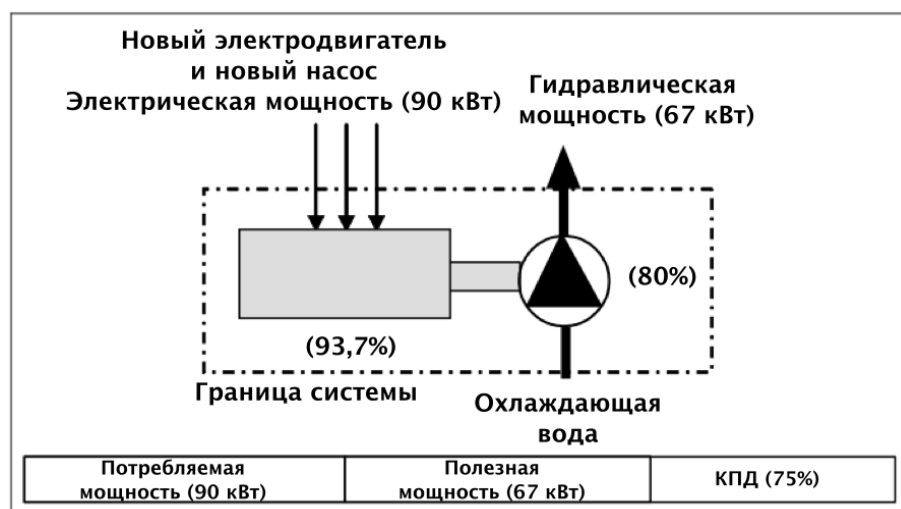 Новый электродвигатель
и новый насос
Электрическая мощность (90 кВт)
Гидравлическая
мощность (67 кВт)
(80%)
(93,7%)
Граница системы
Охлаждающая
вода
Потребляемая
мощность (90 кВт)
Полезная
мощность (67 кВт)
КПД (75%)